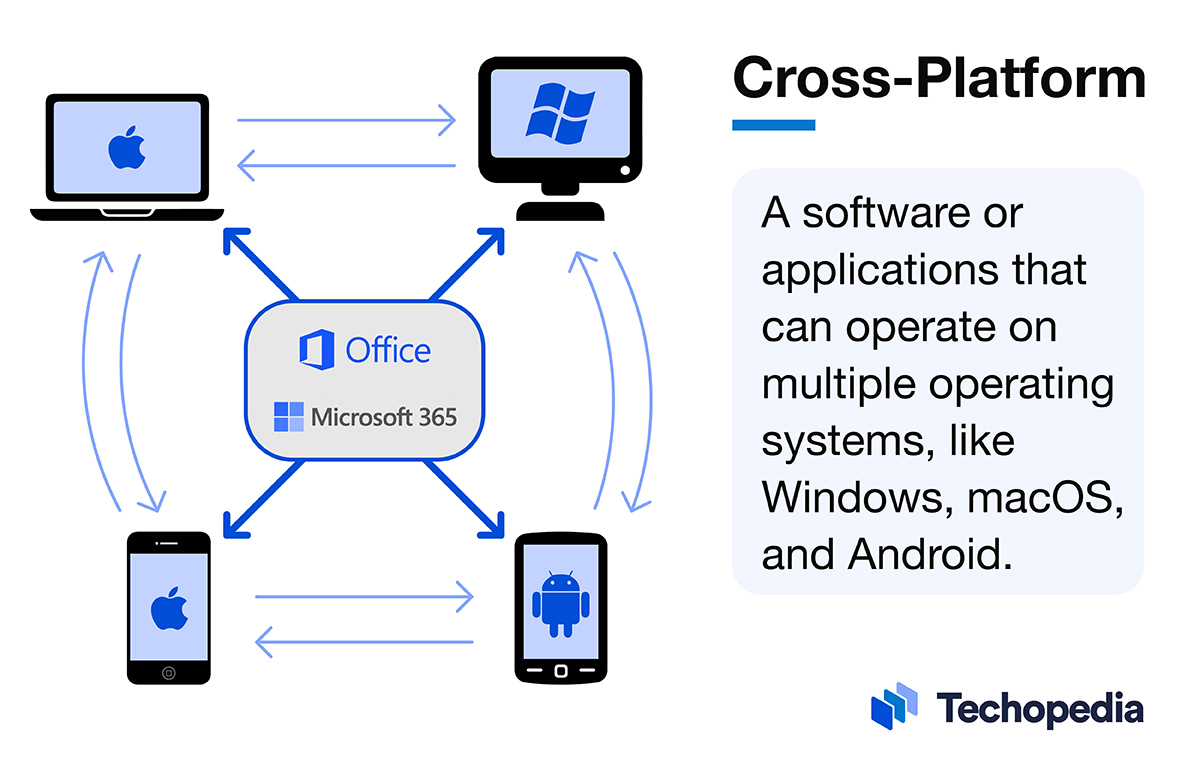 Cross-Platform
A software or
applications that
can operate on
multiple operating
systems, like
Windows, macOS,
and Android.
Office
Microsoft 365
Techopedia